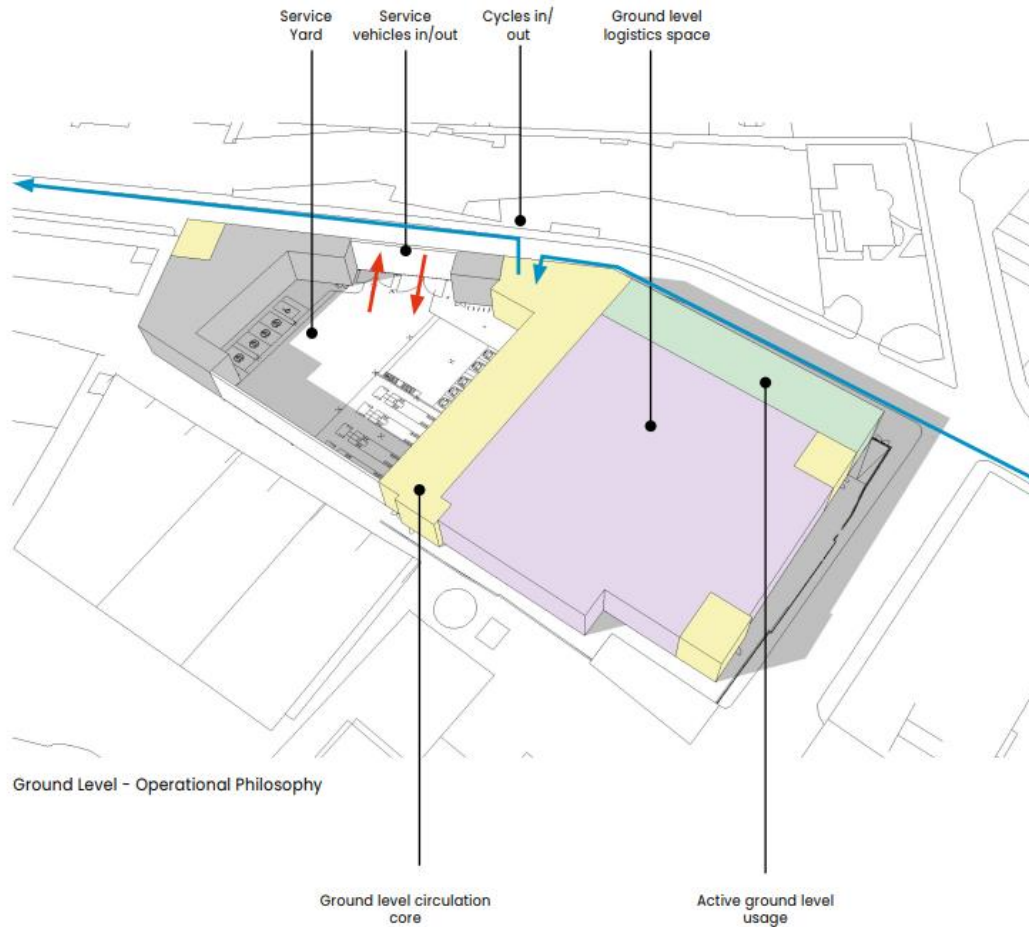 Service
Yard
Service
vehicles in/out
Cycles in/
out
Ground level
logistics space
Ground Level - Operational Philosophy
Ground level circulation
core
Active ground level
usage